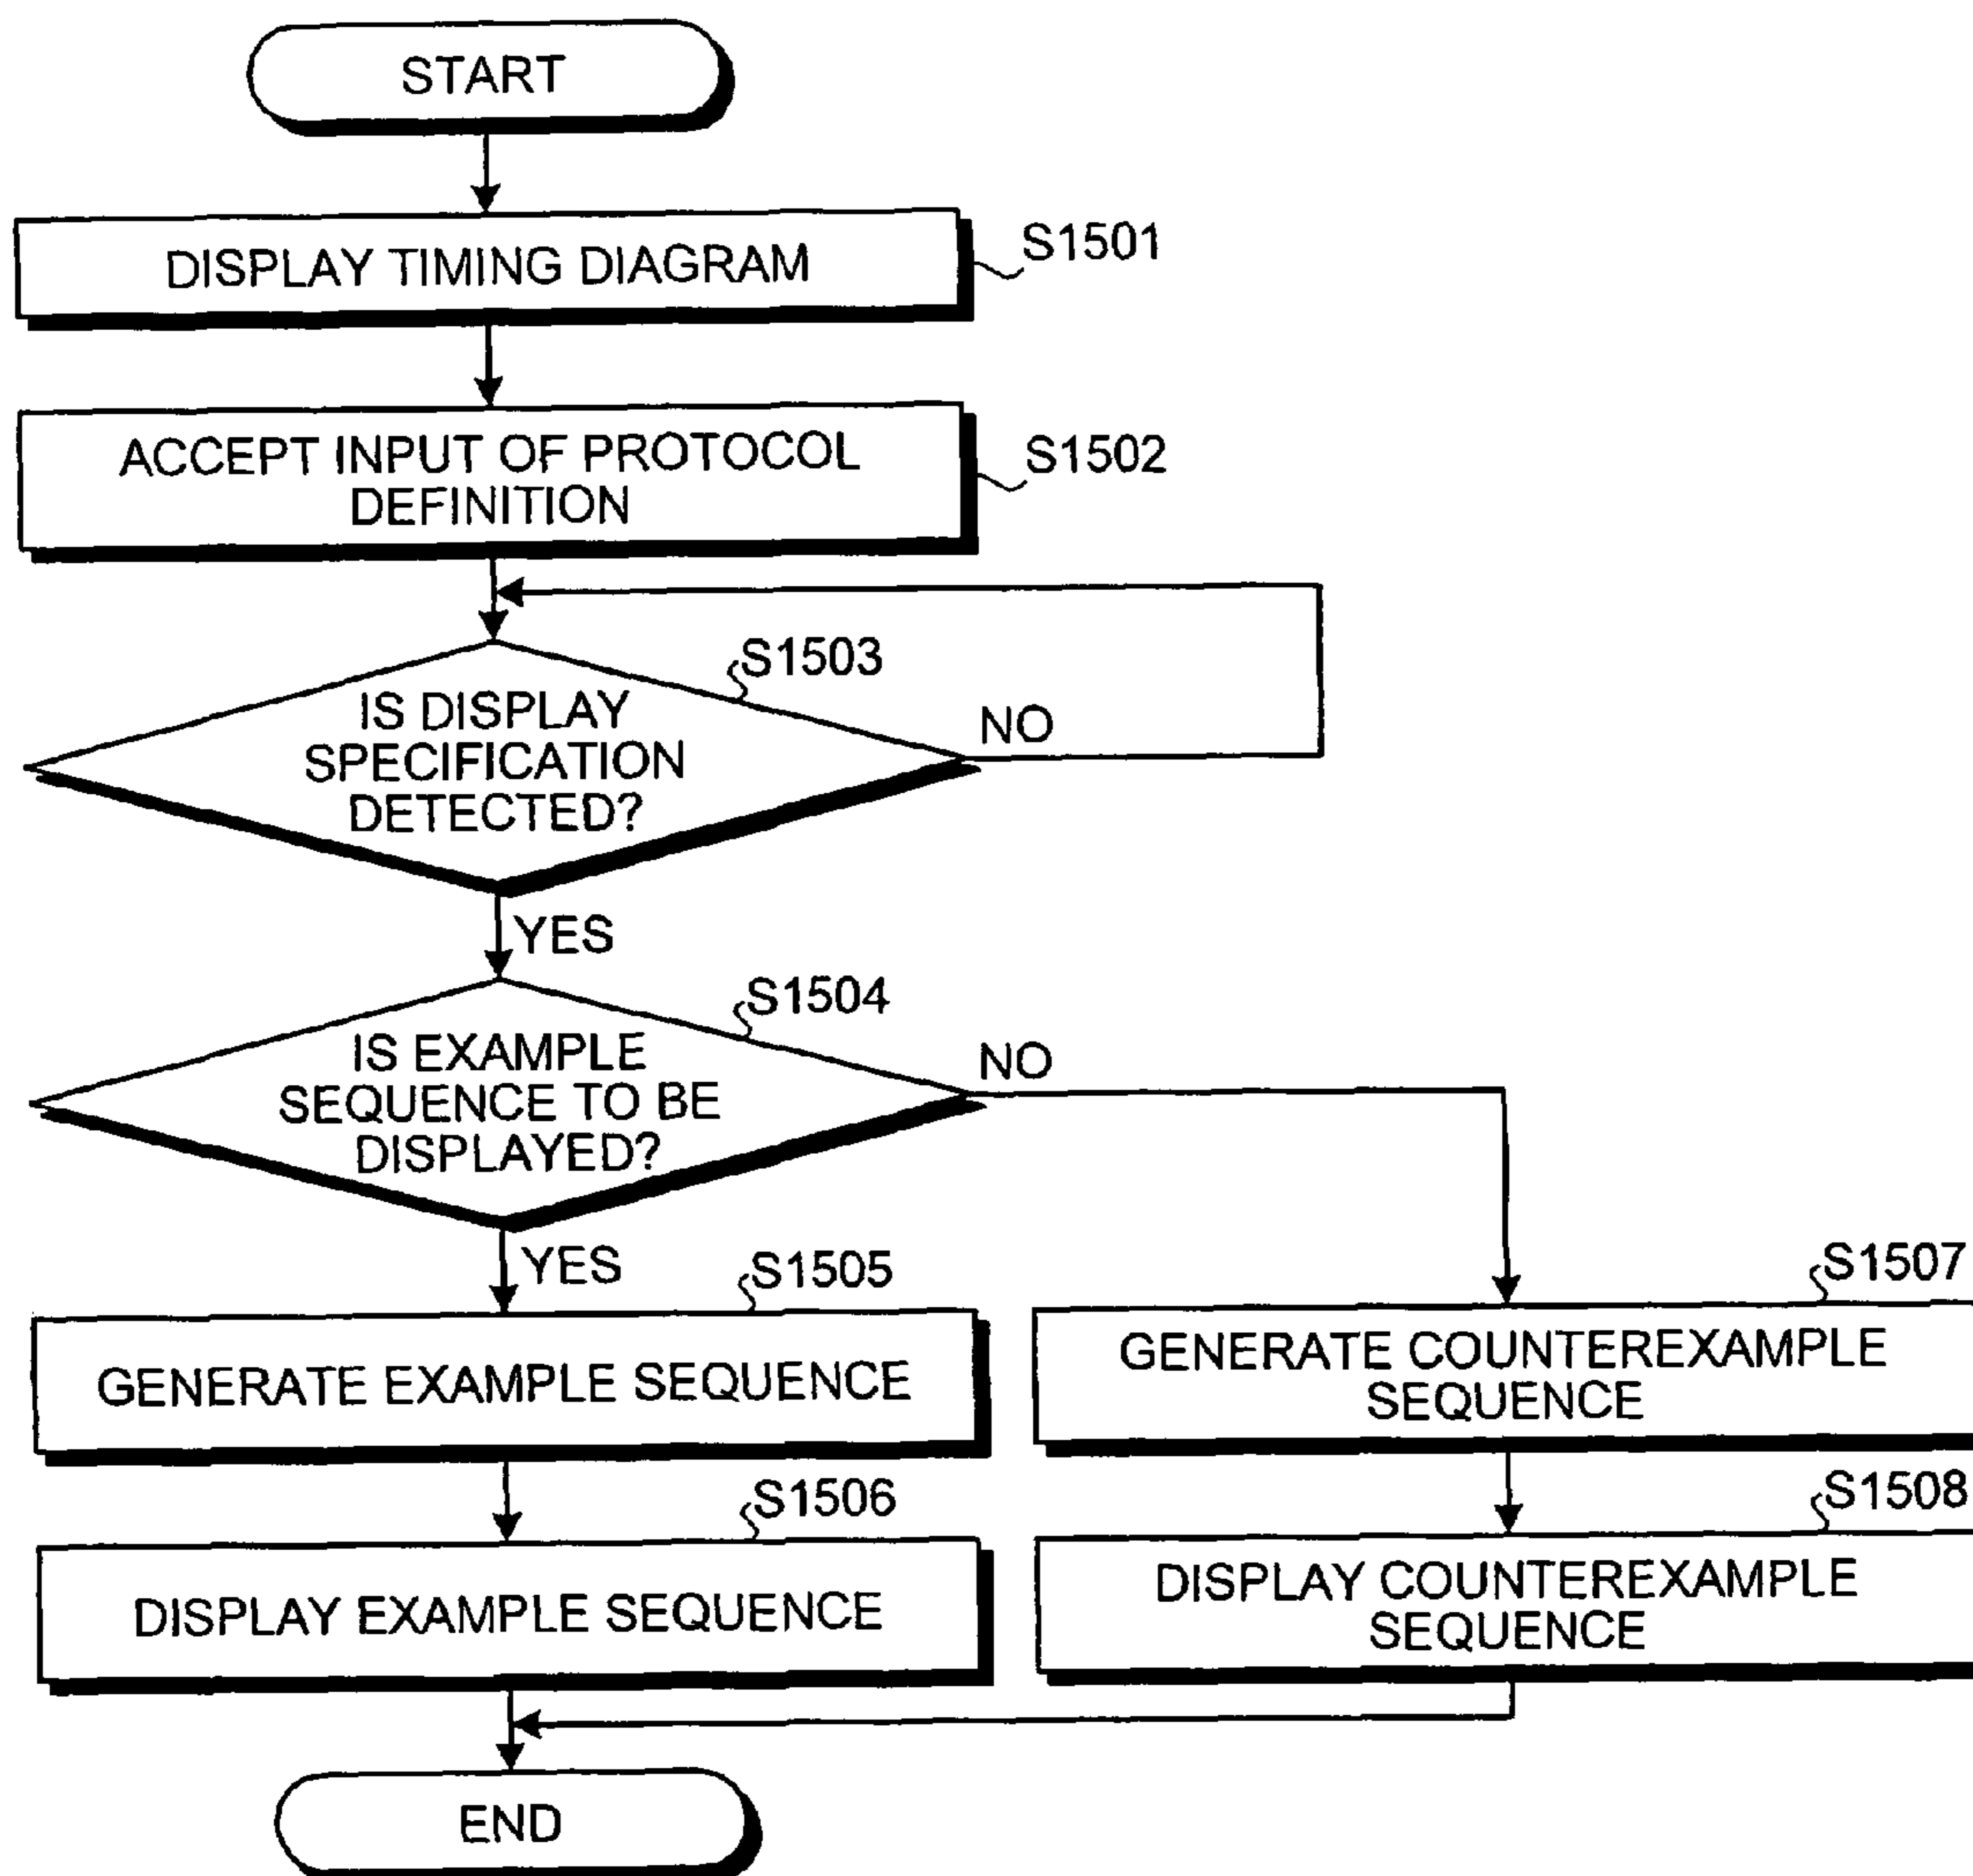 START
DISPLAY TIMING DIAGRAM
S1501
ACCEPT INPUT OF PROTOCOL
DEFINITION
S1502
S1503
IS DISPLAY
SPECIFICATION
DETECTED?
NO
YES
S1504
IS EXAMPLE
SEQUENCE TO BE
DISPLAYED?
NO
YES
S1505
GENERATE EXAMPLE SEQUENCE
S1507
GENERATE COUNTEREXAMPLE
SEQUENCE
S1506
DISPLAY EXAMPLE SEQUENCE
S1508
DISPLAY COUNTEREXAMPLE
SEQUENCE
END